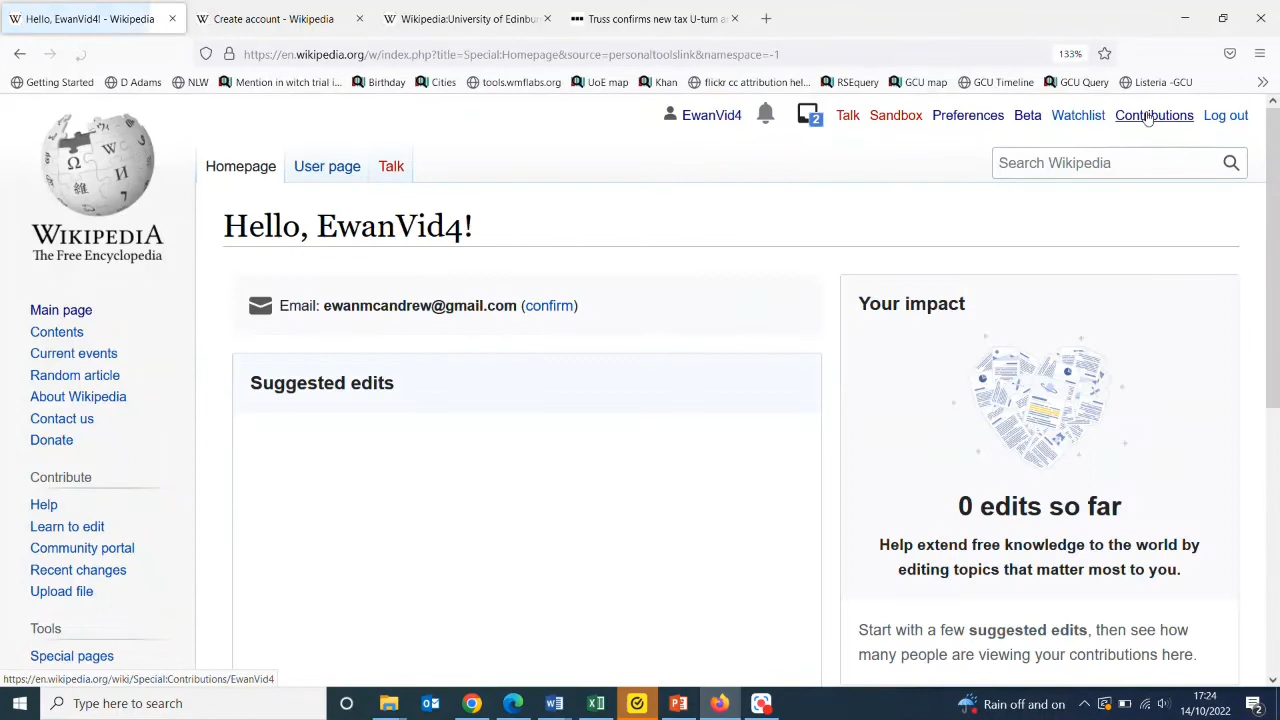 Hello, EwanVid4! - Wikipedia
Create account - Wikipedia
Wikipedia:University of Edinbur
Truss confirms new tax U-turn a
https://en.wikipedia.org/w/index.php?title=Special:Homepage&source=personaltoolslink&namespace=-1
133%
Getting Started
D Adams
NLW
Mention in witch trial i...
Birthday
Cities
tools.wmflabs.org
UoE map
Khan
flickr cc attribution hel...
RSEquery
GCU map
GCU Timeline
GCU Query
Listeria -GCU
EwanVid4
2
Talk
Sandbox
Preferences
Beta
Watchlist
Contributions
Log out
Homepage
User page
Talk
Search Wikipedia
WIKIPEDIA
The Free Encyclopedia
Main page
Contents
Current events
Random article
About Wikipedia
Contact us
Donate
Contribute
Help
Learn to edit
Community portal
Recent changes
Upload file
Tools
Special pages
Hello, EwanVid4!
Email: ewanmcandrew@gmail.com (confirm)
Suggested edits
Your impact
0 edits so far
Help extend free knowledge to the world by
editing topics that matter most to you.
Start with a few suggested edits, then see how
many people are viewing your contributions here.
https://en.wikipedia.org/wiki/Special:Contributions/EwanVid4
Type here to search
Rain off and on
17:24
14/10/2022
2